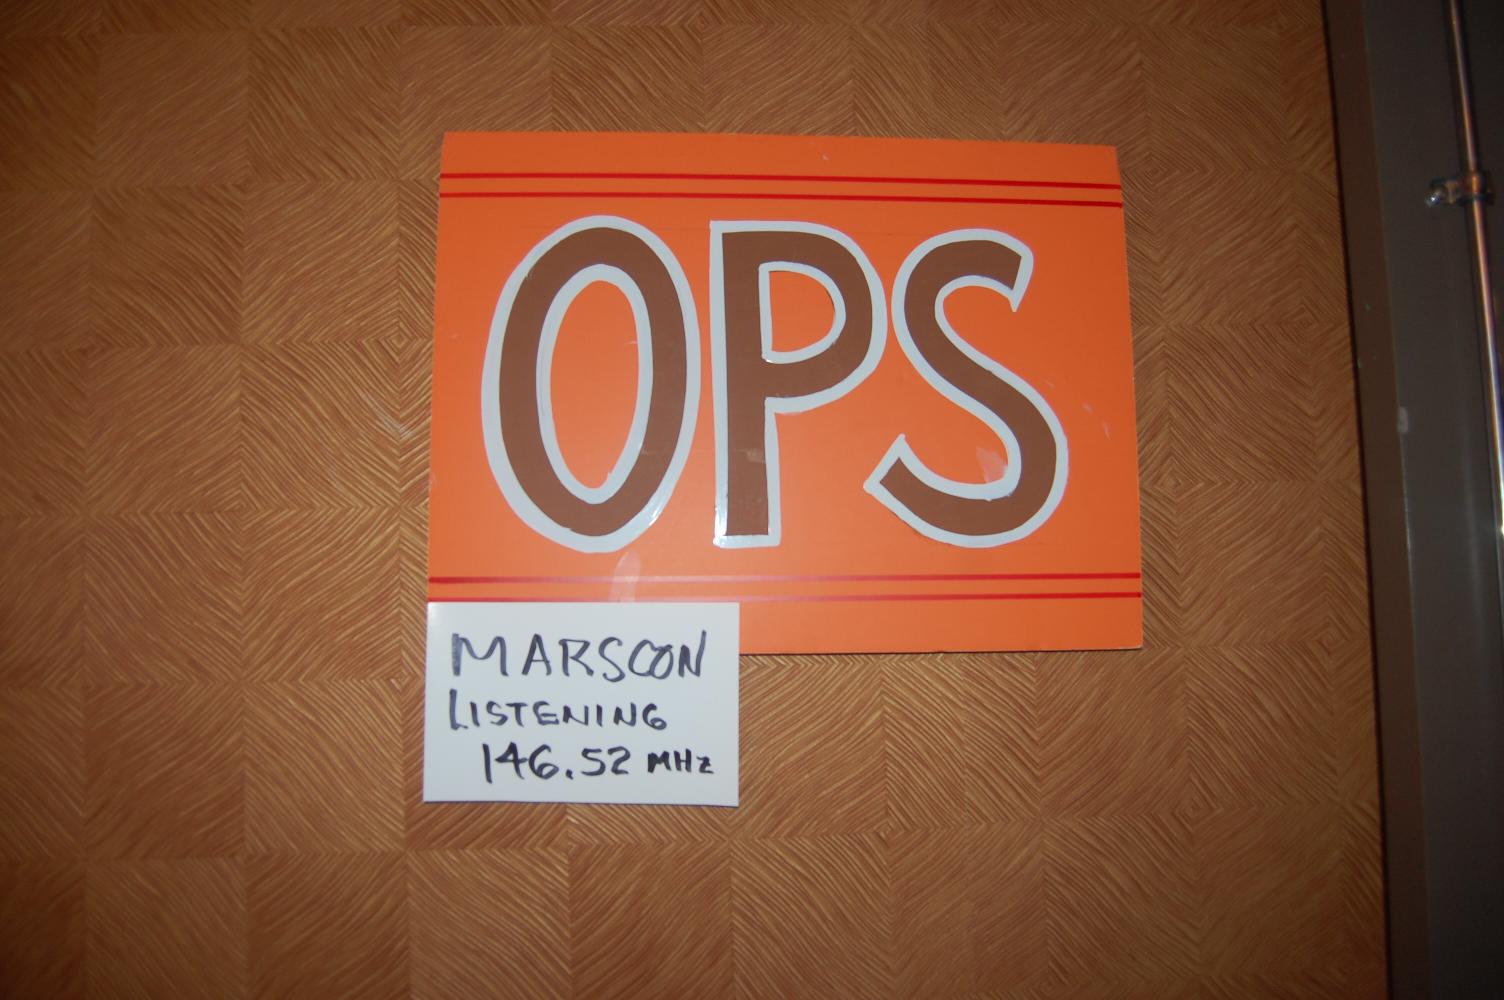 OPS
MARSCON
LISTENING
146.52 MHz